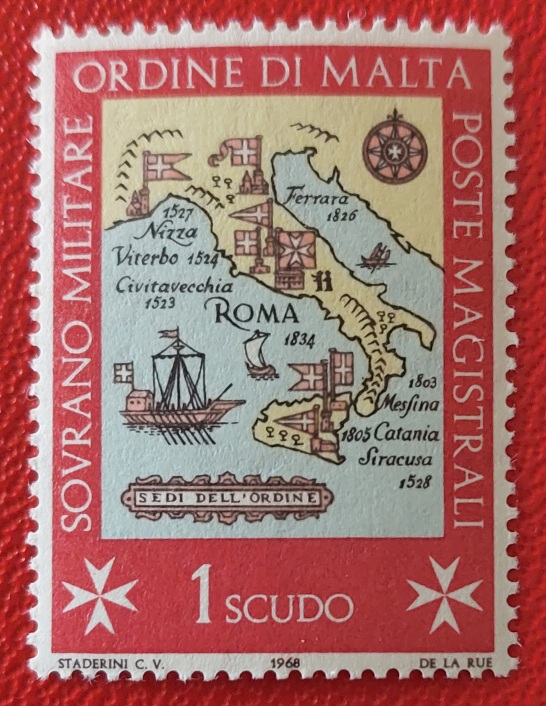 ORDINE DI MALTA
SOVRANO MILITARE
POSTE MAGISTRALI
Ferrara
1826
1527
Nizza
Viterbo 1524
Civitavecchia
1523
ROMA
1834
1803
Messina
1805 Catania
Siracusa
1528
SEDI DELL'ORDINE
1 SCUDO
STADERINI C. V. 1968 DE LA RUE